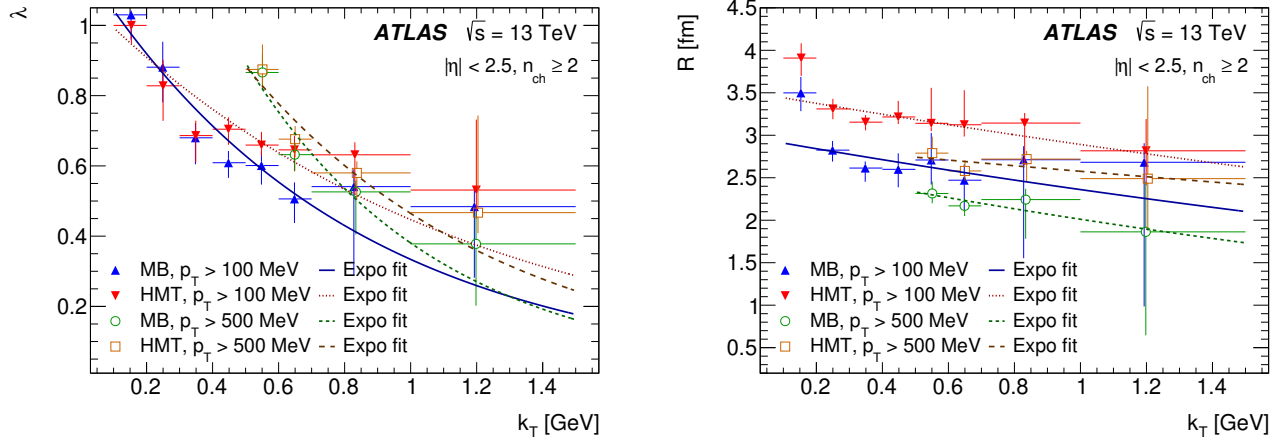 λ
ATLAS √s = 13 TeV
|η| < 2.5, n_ch ≥ 2
1
0.8
0.6
0.4
0.2
MB, p_T > 100 MeV Expo fit
HMT, p_T > 100 MeV Expo fit
MB, p_T > 500 MeV Expo fit
HMT, p_T > 500 MeV Expo fit
0.2 0.4 0.6 0.8 1 1.2 1.4
k_T [GeV]
R [fm]
ATLAS √s = 13 TeV
|η| < 2.5, n_ch ≥ 2
4.5
4
3.5
3
2.5
2
1.5
1
0.5
MB, p_T > 100 MeV Expo fit
HMT, p_T > 100 MeV Expo fit
MB, p_T > 500 MeV Expo fit
HMT, p_T > 500 MeV Expo fit
0.2 0.4 0.6 0.8 1 1.2 1.4
k_T [GeV]